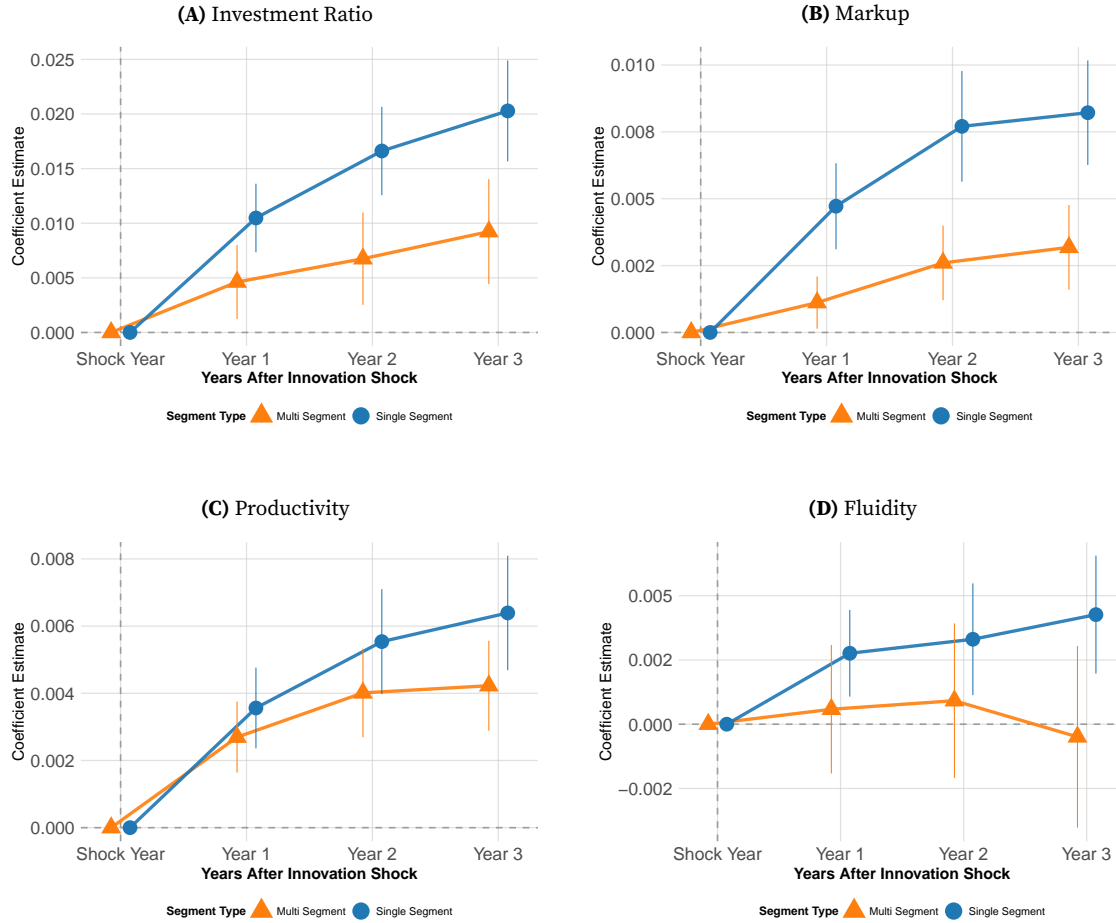 (A) Investment Ratio
0.025
0.020
0.015
0.010
0.005
0.000
Coefficient Estimate
Shock Year Year 1 Year 2 Year 3
Years After Innovation Shock
Segment Type Multi Segment Single Segment
(B) Markup
0.010
0.008
0.005
0.002
0.000
Coefficient Estimate
Shock Year Year 1 Year 2 Year 3
Years After Innovation Shock
Segment Type Multi Segment Single Segment
(C) Productivity
0.008
0.006
0.004
0.002
0.000
Coefficient Estimate
Shock Year Year 1 Year 2 Year 3
Years After Innovation Shock
Segment Type Multi Segment Single Segment
(D) Fluidity
0.005
0.002
0.000
−0.002
Coefficient Estimate
Shock Year Year 1 Year 2 Year 3
Years After Innovation Shock
Segment Type Multi Segment Single Segment